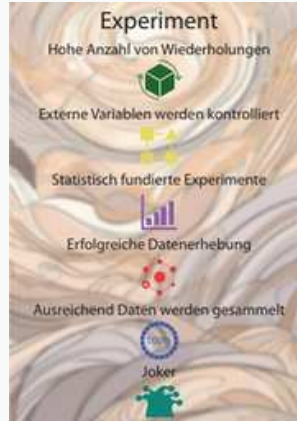 Experiment
Hohe Anzahl von Wiederholungen
Externe Variablen werden kontrolliert
Statistisch fundierte Experimente
Erfolgreiche Datenerhebung
Ausreichend Daten werden gesammelt
100%
Joker